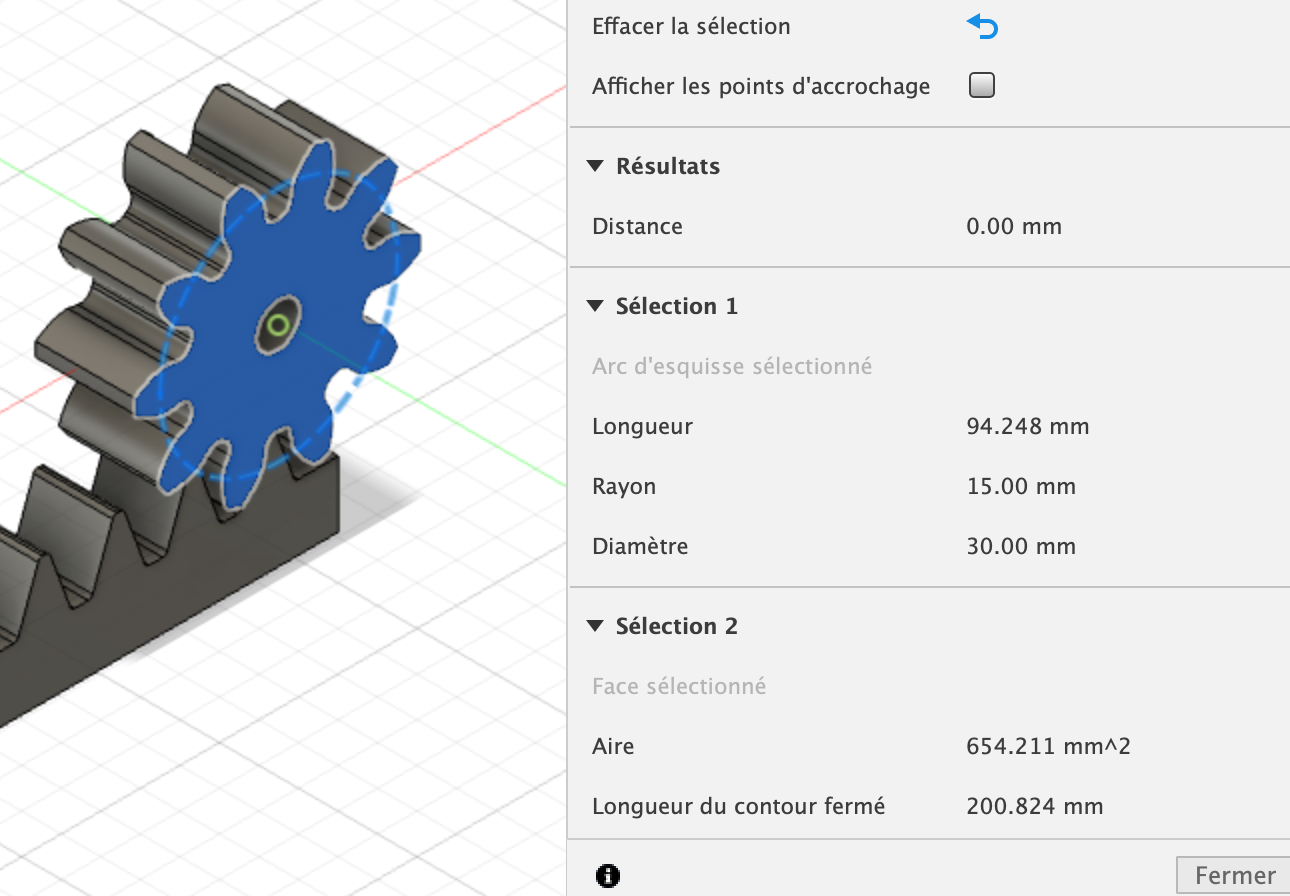 Effacer la sélection
Afficher les points d'accrochage
Résultats
Distance 0.00 mm
Sélection 1
Arc d'esquisse sélectionné
Longueur 94.248 mm
Rayon 15.00 mm
Diamètre 30.00 mm
Sélection 2
Face sélectionné
Aire 654.211 mm^2
Longueur du contour fermé 200.824 mm
Fermer